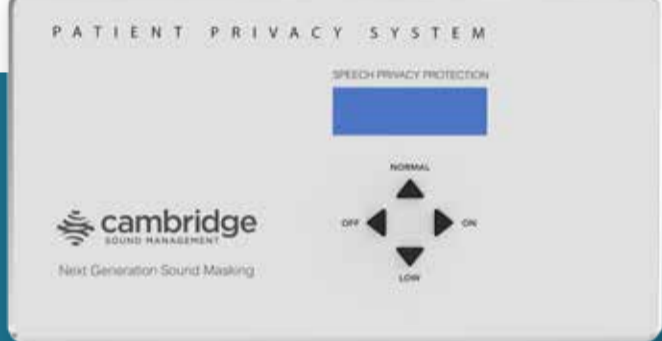 PATIENT PRIVACY SYSTEM
SPEECH PRIVACY PROTECTION
NORMAL
OFF
ON
LOW
cambridge
SOUND MANAGEMENT
Next Generation Sound Masking